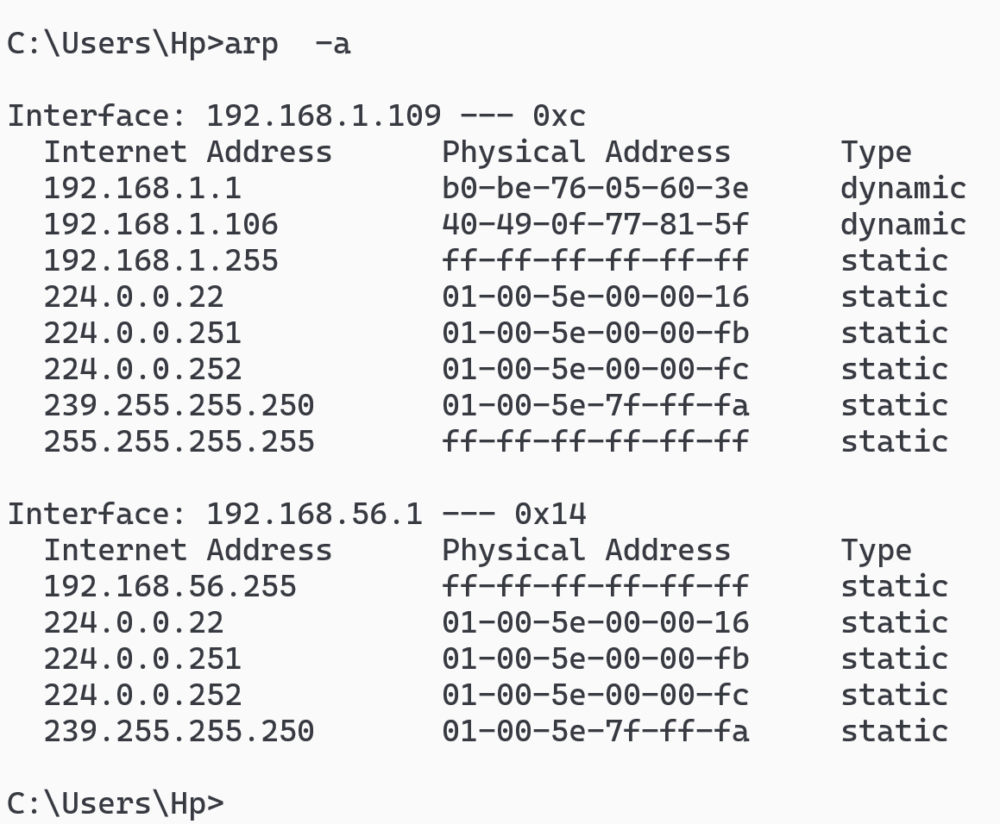 C:\Users\Hp>arp  -a
Interface: 192.168.1.109 --- 0xc
  Internet Address      Physical Address      Type
  192.168.1.1           b0-be-76-05-60-3e     dynamic
  192.168.1.106         40-49-0f-77-81-5f     dynamic
  192.168.1.255         ff-ff-ff-ff-ff-ff     static
  224.0.0.22            01-00-5e-00-00-16     static
  224.0.0.251           01-00-5e-00-00-fb     static
  224.0.0.252           01-00-5e-00-00-fc     static
  239.255.255.250       01-00-5e-7f-ff-fa     static
  255.255.255.255       ff-ff-ff-ff-ff-ff     static
Interface: 192.168.56.1 --- 0x14
  Internet Address      Physical Address      Type
  192.168.56.255        ff-ff-ff-ff-ff-ff     static
  224.0.0.22            01-00-5e-00-00-16     static
  224.0.0.251           01-00-5e-00-00-fb     static
  224.0.0.252           01-00-5e-00-00-fc     static
  239.255.255.250       01-00-5e-7f-ff-fa     static
C:\Users\Hp>